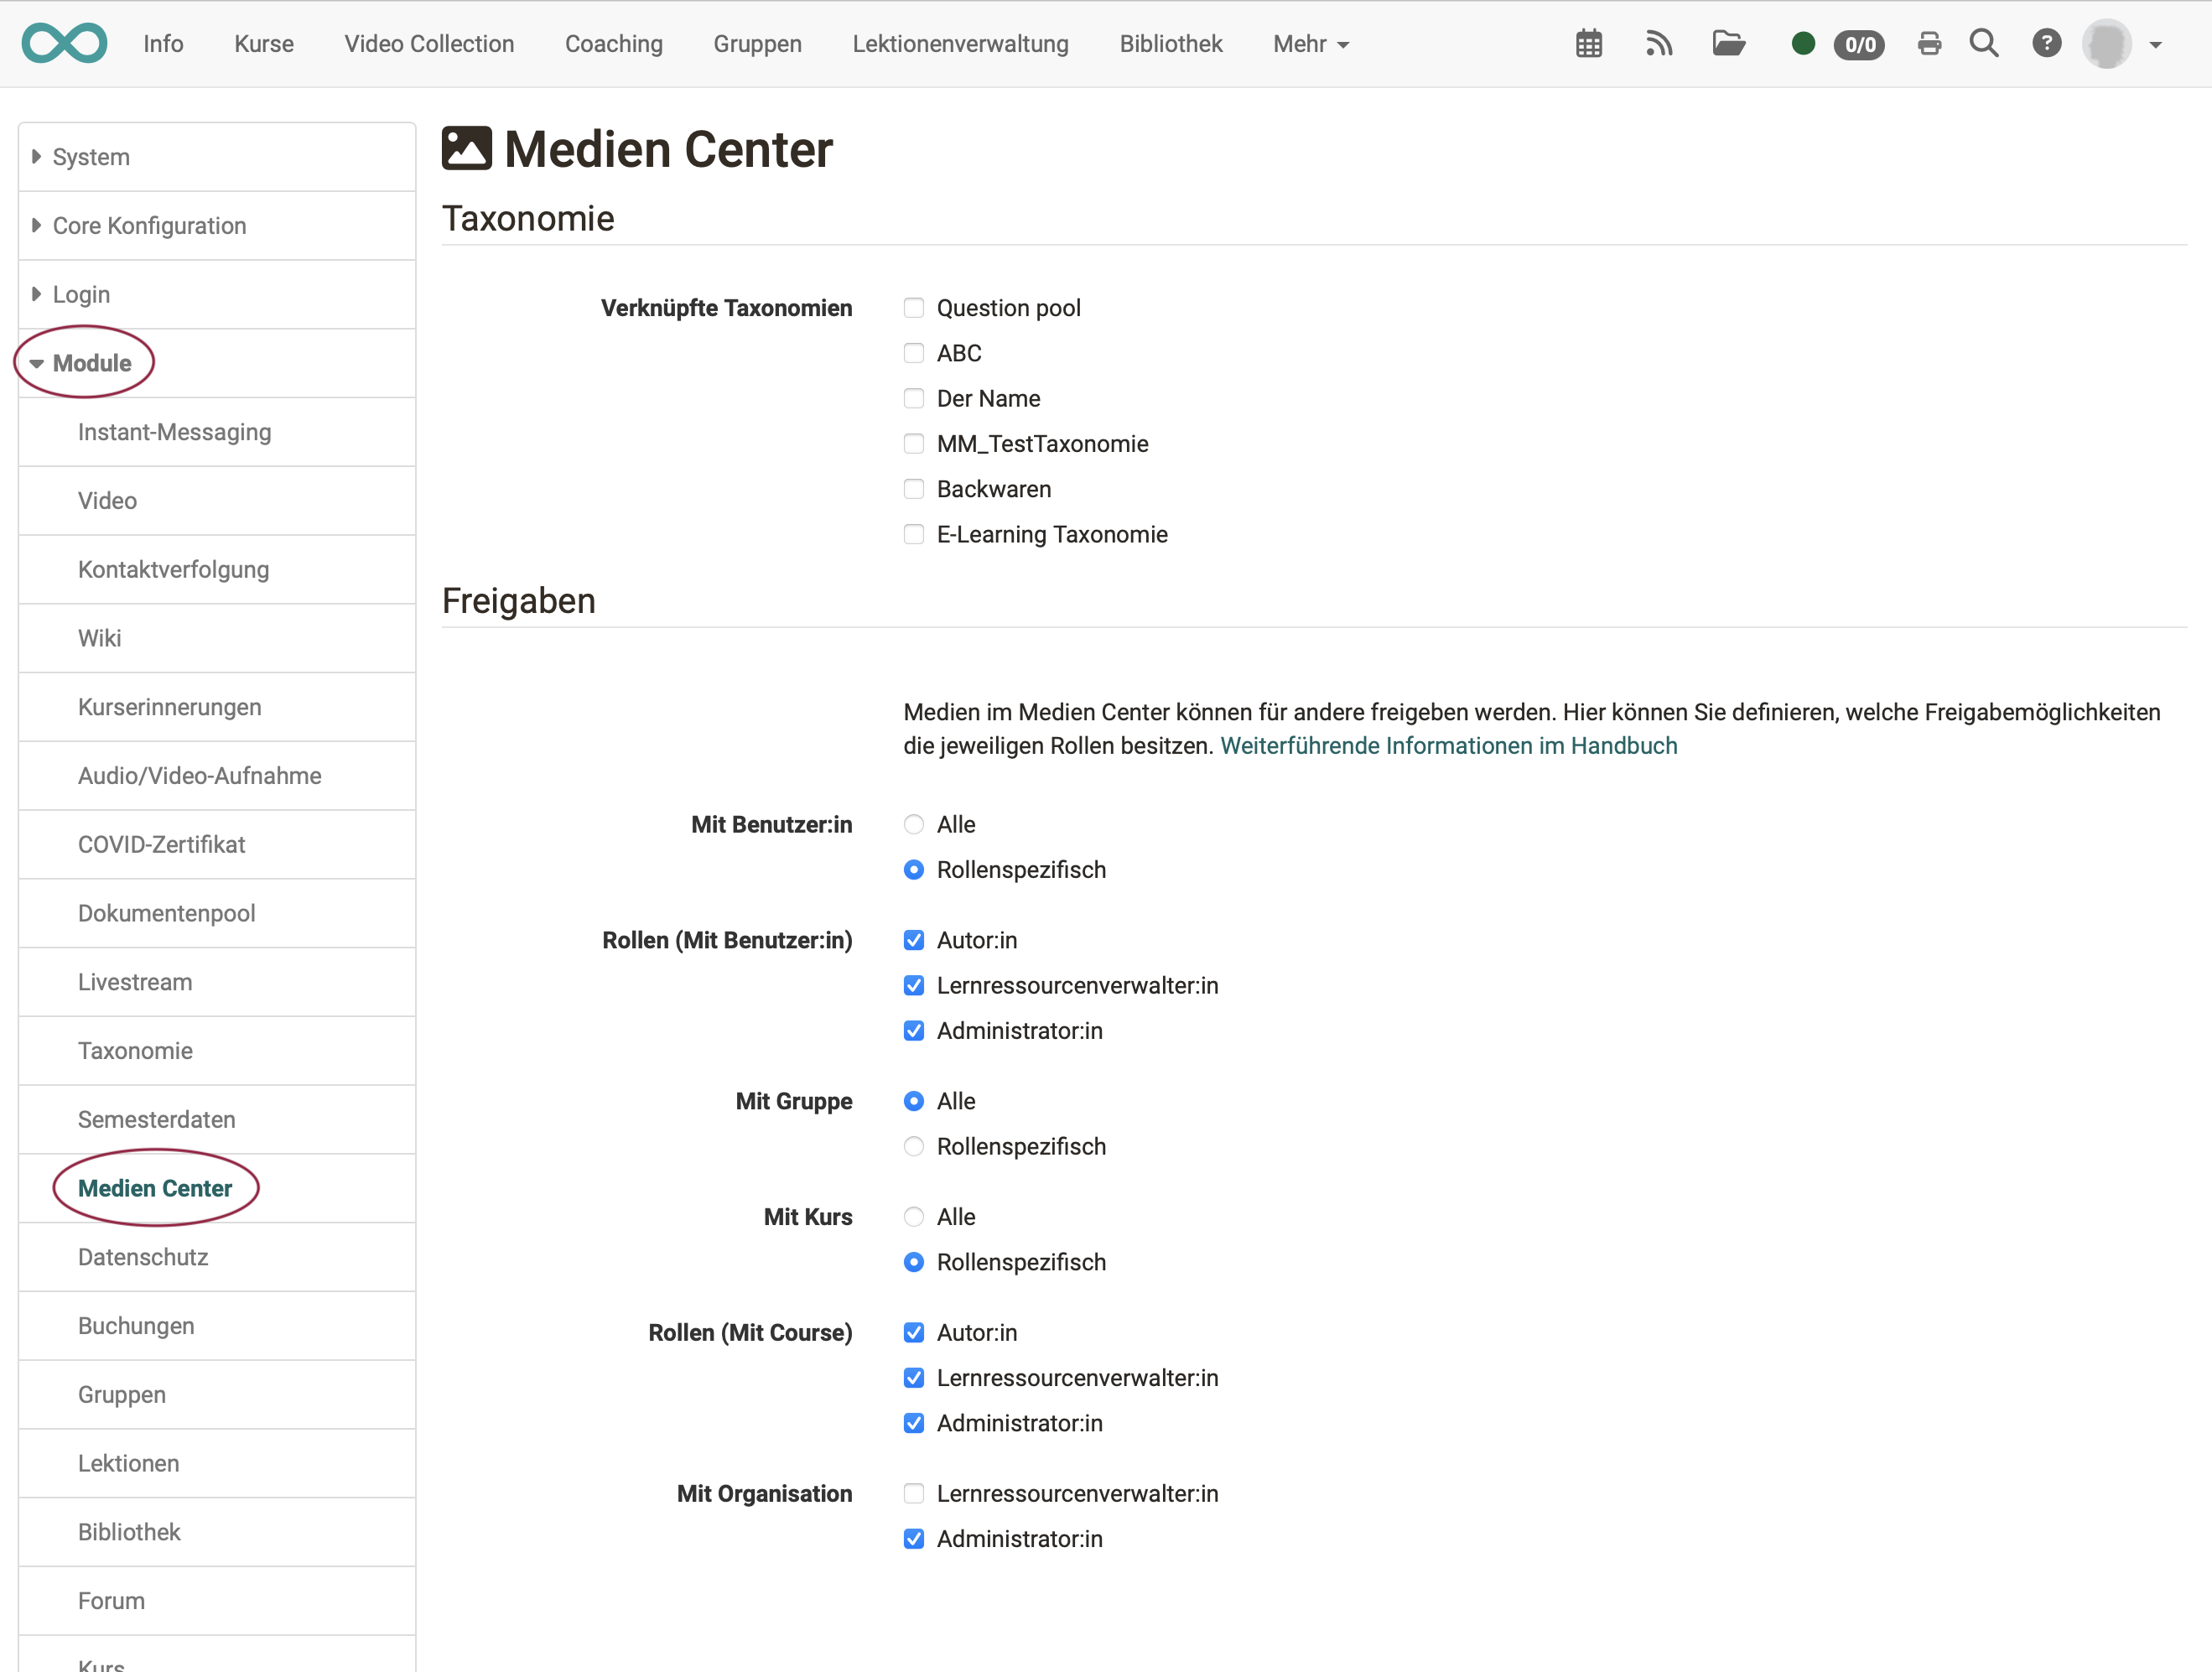 Info Kurse Video Collection Coaching Gruppen Lektionenverwaltung Bibliothek Mehr 0/0 ?
System
Core Konfiguration
Login
Module
Instant-Messaging
Video
Kontaktverfolgung
Wiki
Kurserinnerungen
Audio/Video-Aufnahme
COVID-Zertifikat
Dokumentenpool
Livestream
Taxonomie
Semesterdaten
Medien Center
Datenschutz
Buchungen
Gruppen
Lektionen
Bibliothek
Forum
Kurs
Medien Center
Taxonomie
Verknüpfte Taxonomien
Question pool
ABC
Der Name
MM_TestTaxonomie
Backwaren
E-Learning Taxonomie
Freigaben
Medien im Medien Center können für andere freigeben werden. Hier können Sie definieren, welche Freigabemöglichkeiten
die jeweiligen Rollen besitzen. Weiterführende Informationen im Handbuch
Mit Benutzer:in
Alle
Rollenspezifisch
Rollen (Mit Benutzer:in)
Autor:in
Lernressourcenverwalter:in
Administrator:in
Mit Gruppe
Alle
Rollenspezifisch
Mit Kurs
Alle
Rollenspezifisch
Rollen (Mit Course)
Autor:in
Lernressourcenverwalter:in
Administrator:in
Mit Organisation
Lernressourcenverwalter:in
Administrator:in